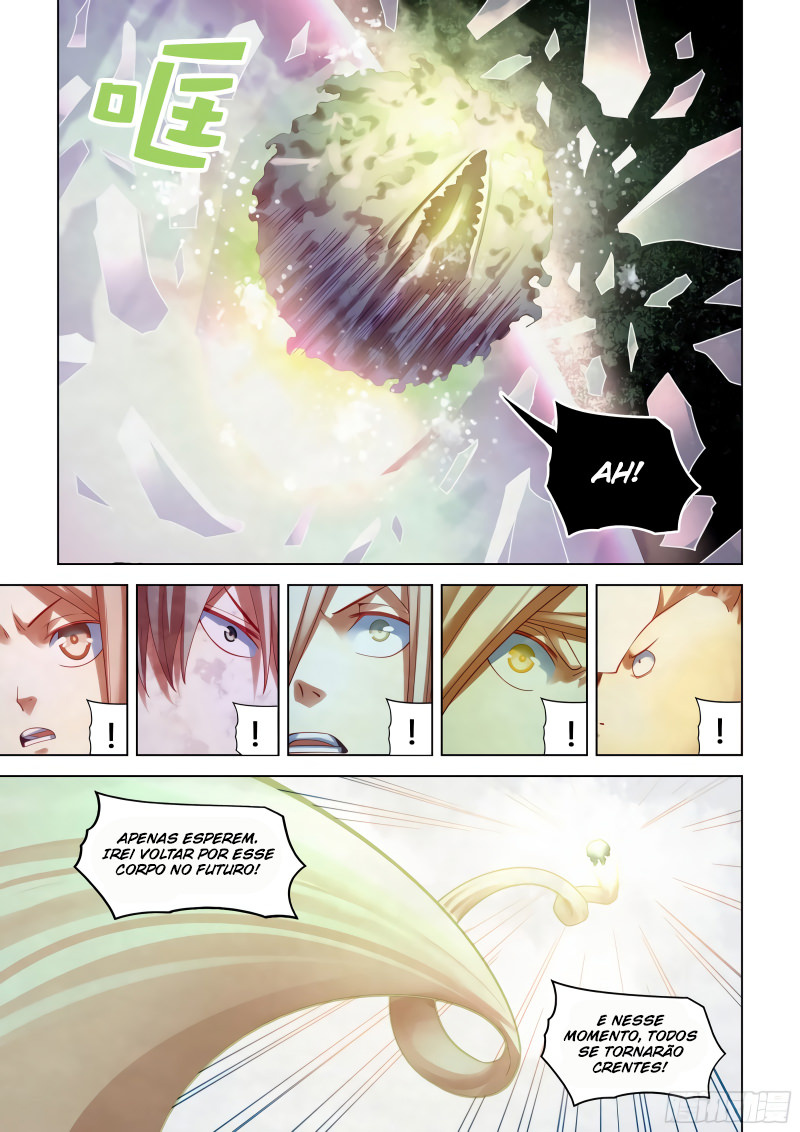 哐
AH!
!
!
!
!
!
APENAS ESPEREM.
IREI VOLTAR POR ESSE
CORPO NO FUTURO!
E NESSE
MOMENTO, TODOS
SE TORNARÃO
CRENTES!